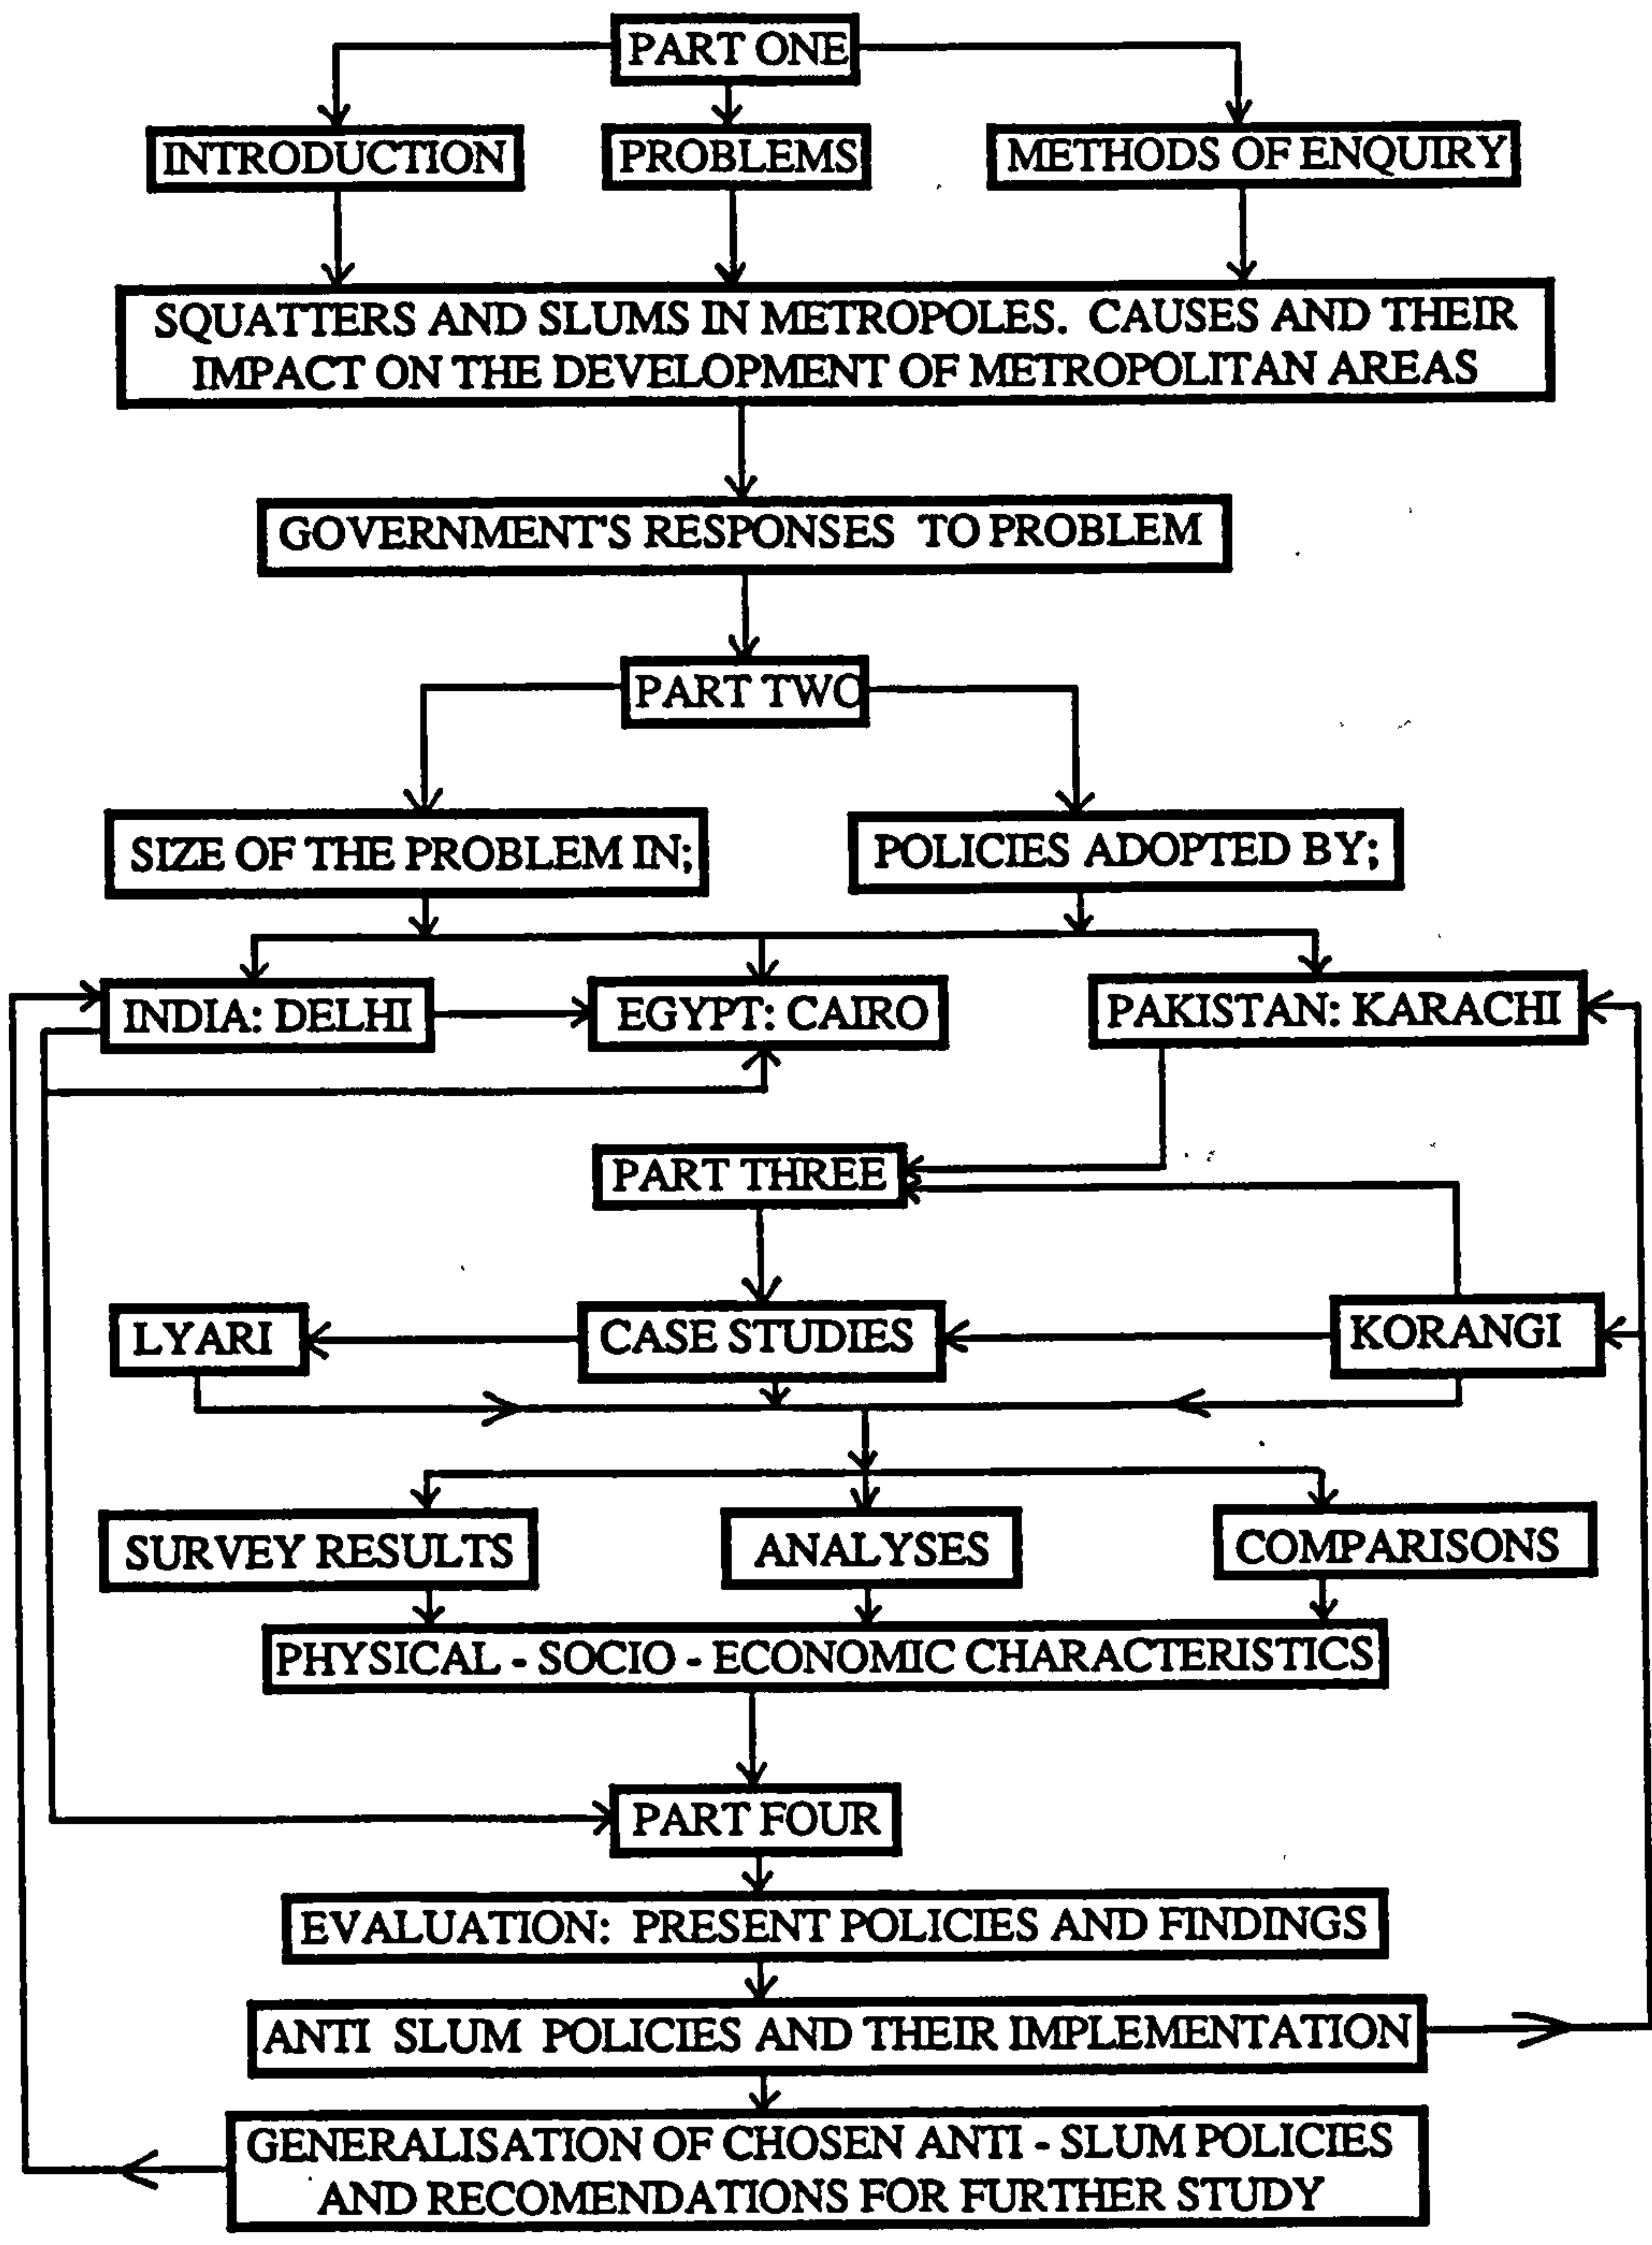 PART ONE
INTRODUCTION
PROBLEMS
METHODS OF ENQUIRY
SQUATTERS AND SLUMS IN METROPOLES. CAUSES AND THEIR
IMPACT ON THE DEVELOPMENT OF METROPOLITAN AREAS
GOVERNMENT'S RESPONSES TO PROBLEM
PART TWO
SIZE OF THE PROBLEM IN;
POLICIES ADOPTED BY;
INDIA: DELHI
EGYPT: CAIRO
PAKISTAN: KARACHI
PART THREE
LYARI
CASE STUDIES
KORANGI
SURVEY RESULTS
ANALYSES
COMPARISONS
PHYSICAL - SOCIO - ECONOMIC CHARACTERISTICS
PART FOUR
EVALUATION: PRESENT POLICIES AND FINDINGS
ANTI SLUM POLICIES AND THEIR IMPLEMENTATION
GENERALISATION OF CHOSEN ANTI - SLUM POLICIES
AND RECOMENDATIONS FOR FURTHER STUDY